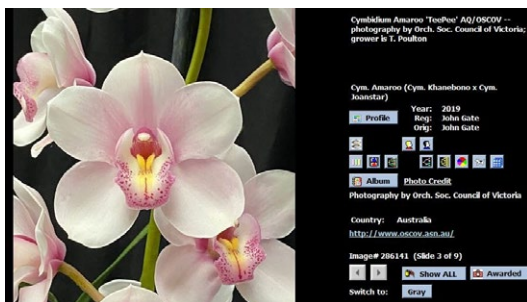 Cymbidium Amaroo 'TeePee' AQ/OSCOV --
photography by Orch. Soc. Council of Victoria;
grower is T. Poulton
Cym. Amaroo (Cym. Khanebono x Cym.
Joanstar)
Year: 2019
Profile Reg: John Gate
Orig: John Gate
Album Photo Credit
Photography by Orch. Soc. Council of Victoria
Country: Australia
http://www.oscov.asn.au/
Image# 286141 (Slide 3 of 9)
Show ALL Awarded
Switch to: Gray